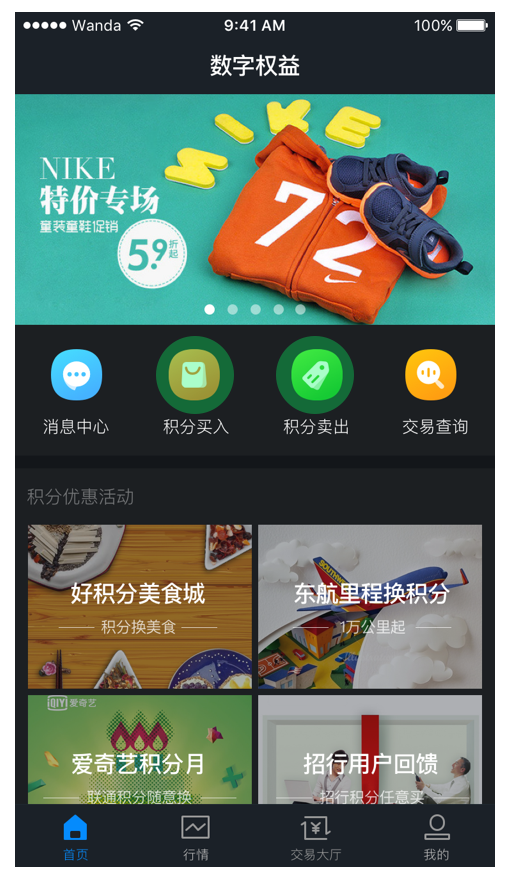 Wanda 9:41 AM 100%
数字权益
NIKE
NIKE
特价专场
童装童鞋促销
5.9折起
72
消息中心 积分买入 积分卖出 交易查询
积分优惠活动
SOUTHWEST
好积分美食城
积分换美食
东航里程换积分
1万公里起
QIY 爱奇艺
爱奇艺积分月
联通积分随意换
招行用户回馈
招行积分任意买
首页 行情 交易大厅 我的